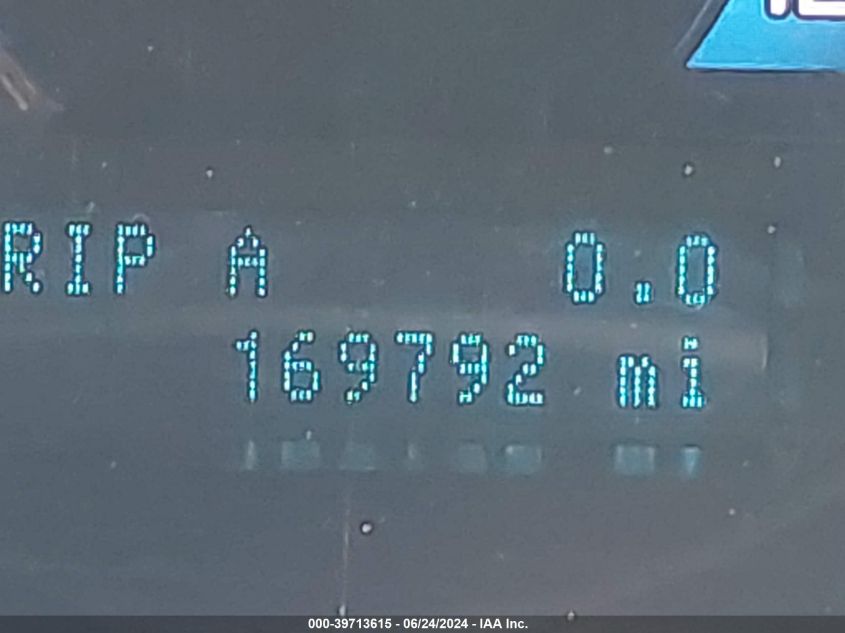 RIP A 0.0
169792 mi
000-39713615 - 06/24/2024 - IAA Inc.